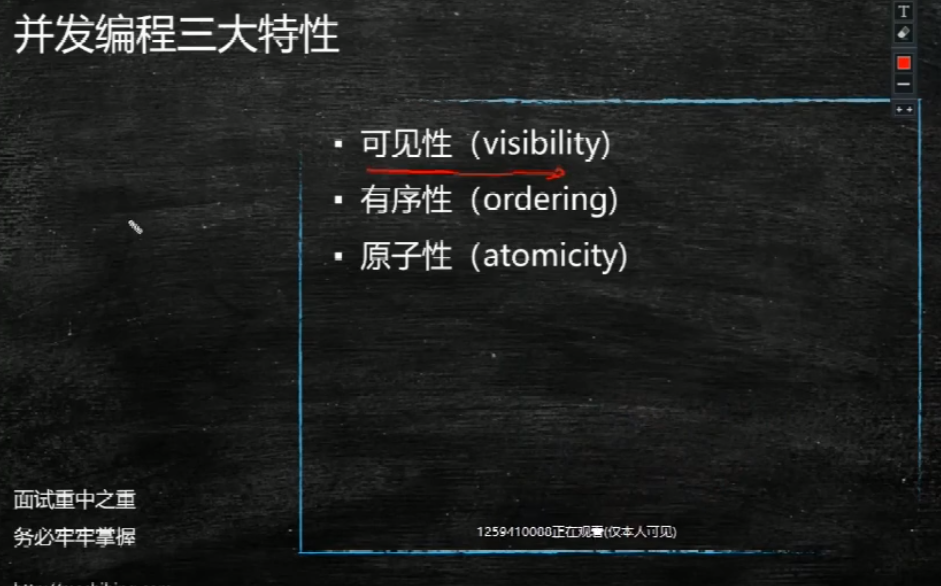 并发编程三大特性
T
▪ 可见性（visibility)
▪ 有序性（ordering)
▪ 原子性（atomicity)
面试重中之重
务必牢牢掌握
1259410088正在观看(仅本人可见)